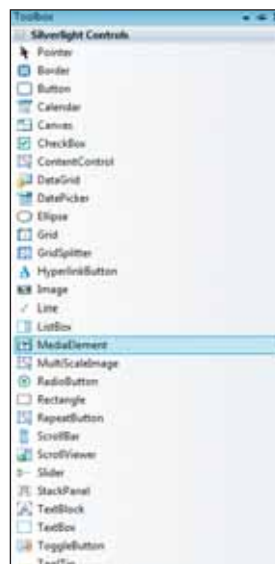 Toolbox
Silverlight Controls
Pointer
Border
Button
Calendar
Canvas
CheckBox
ContentControl
DataGrid
DatePicker
Ellipse
Grid
GridSplitter
HyperlinkButton
Image
Line
ListBox
MediaElement
MultiScaleImage
RadioButton
Rectangle
RepeatButton
ScrollBar
ScrollViewer
Slider
StackPanel
TextBlock
TextBox
ToggleButton
ToolTip